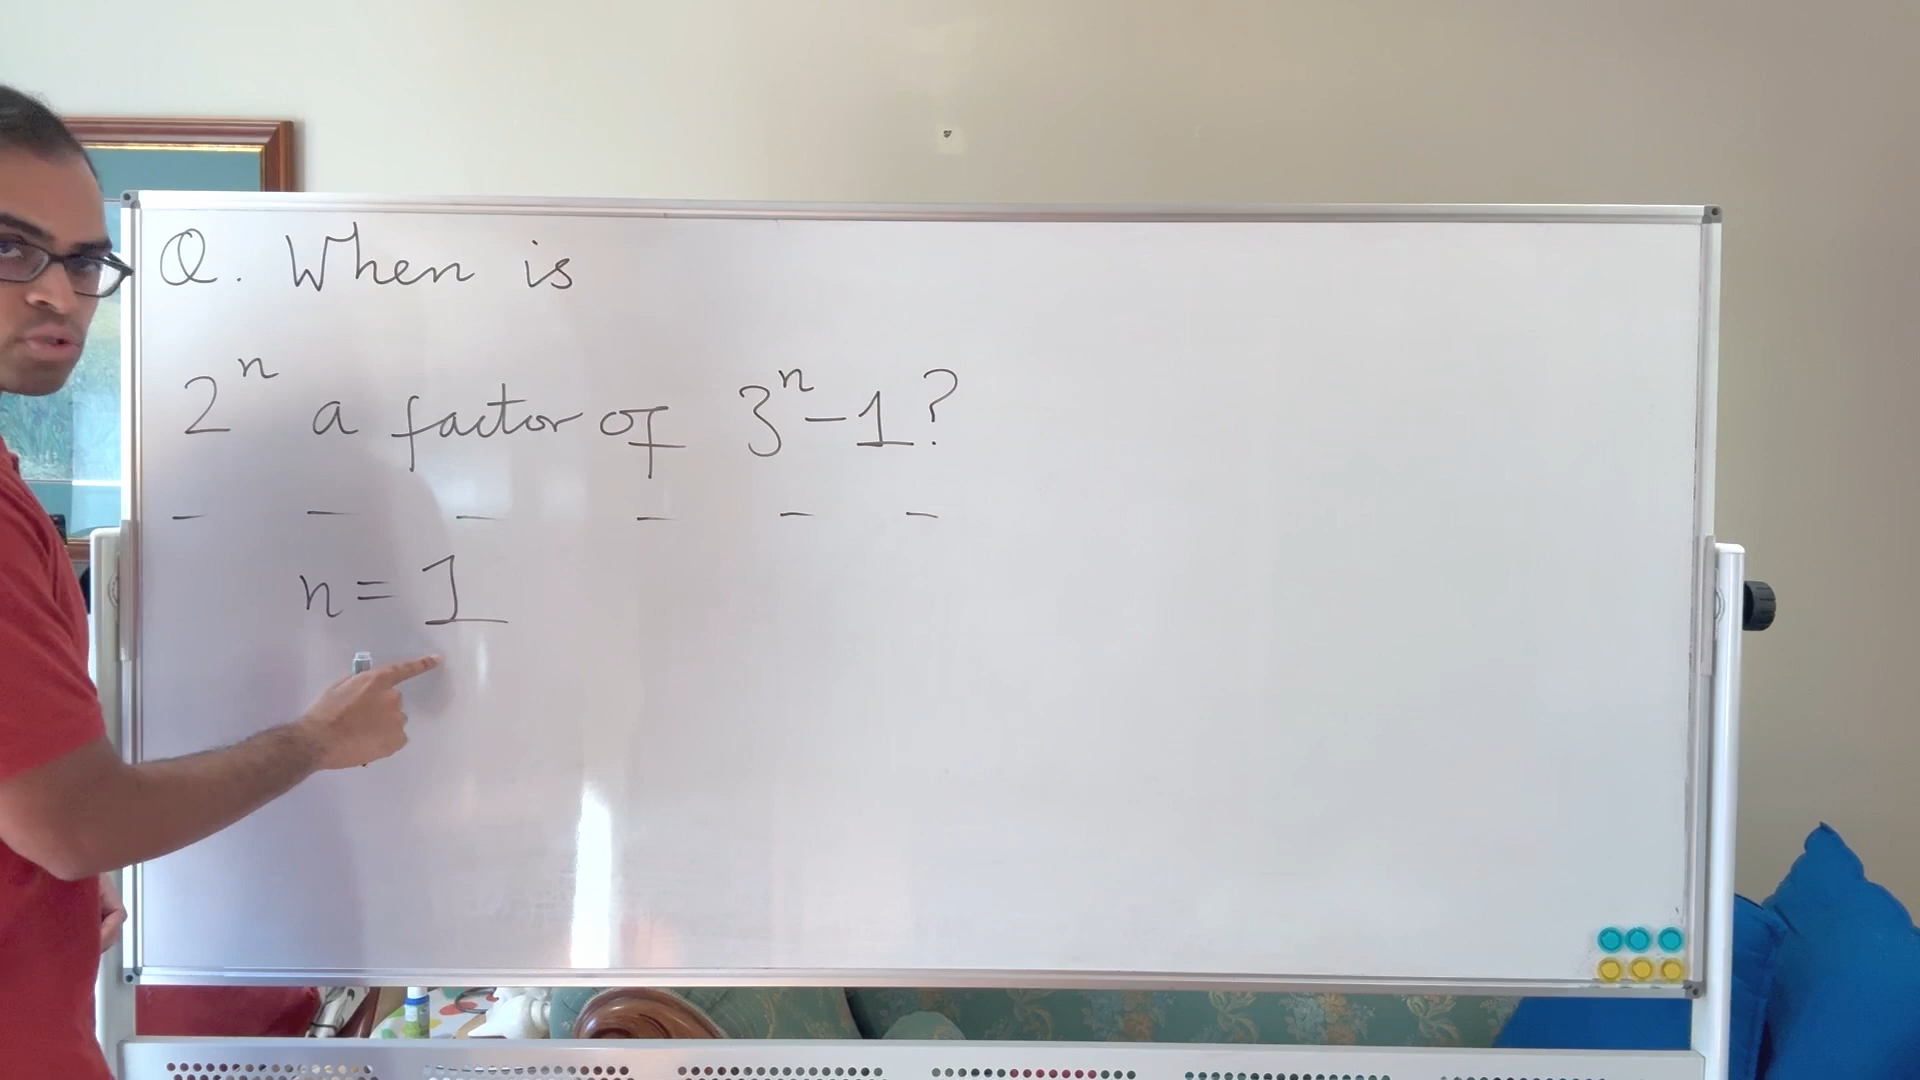 Q. When is
2ⁿ a factor of 3ⁿ-1?
n = 1